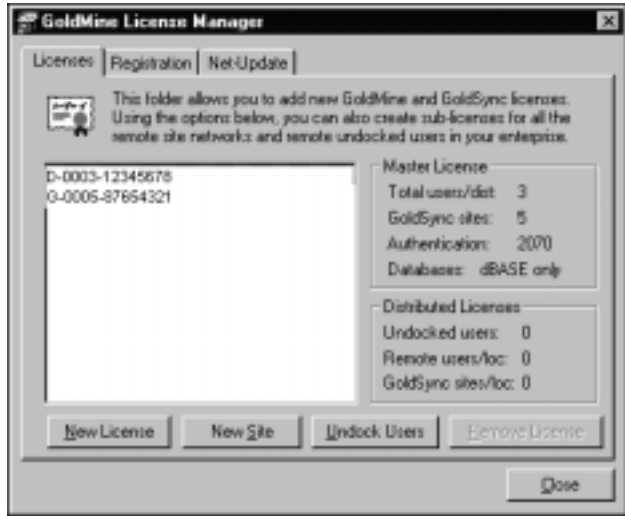 GoldMine License Manager
Licenses Registration Net-Update
This folder allows you to add new GoldMine and GoldSync licenses.
Using the options below, you can also create sub-licenses for all the
remote site networks and remote undocked users in your enterprise.
D-0003-12345678
G-0005-87654321
Master License
Total users/dist: 3
GoldSync sites: 5
Authentication: 2070
Databases: dBASE only
Distributed Licenses
Undocked users: 0
Remote users/loc: 0
GoldSync sites/loc: 0
New License New Site Undock Users Remove License
Close